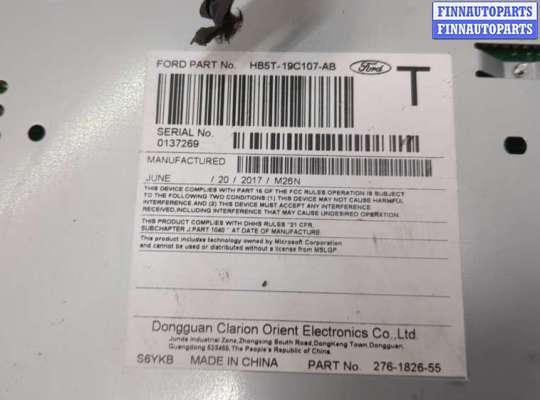 FINNAUTOPARTS
FINNAUTOPARTS
FORD PART No. HB5T-19C107-AB Ford T
SERIAL No.
0137269
MANUFACTURED
JUNE / 20 / 2017 / M26N
THIS DEVICE COMPLIES WITH PART 15 OF THE FCC RULES.OPERATION IS SUBJECT
TO THE FOLLOWING TWO CONDITIONS:(1) THIS DEVICE MAY NOT CAUSE HARMFUL
INTERFERENCE AND (2) THIS DEVICE MUST ACCEPT ANY INTERFERENCE
RECEIVED,INCLUDING INTERFERENCE THAT MAY CAUSE UNDESIRED OPERATION.
THIS PRODUCT COMPLIES WITH DHHS RULES "21 CFR,
SUBCHAPTER J,PART 1040 " AT DATE OF MANUFACTURE
This product includes technology owned by Microsoft Corporation
and cannot be used or distributed without a license from MSLGP
Dongguan Clarion Orient Electronics Co.,Ltd.
Junda Industrial Zone,Zhongxing South Road,Dongkeng Town,Dongguan,
Guangdong 523455,The People's Republic of China.
S6YKB MADE IN CHINA PART No. 276-1826-55